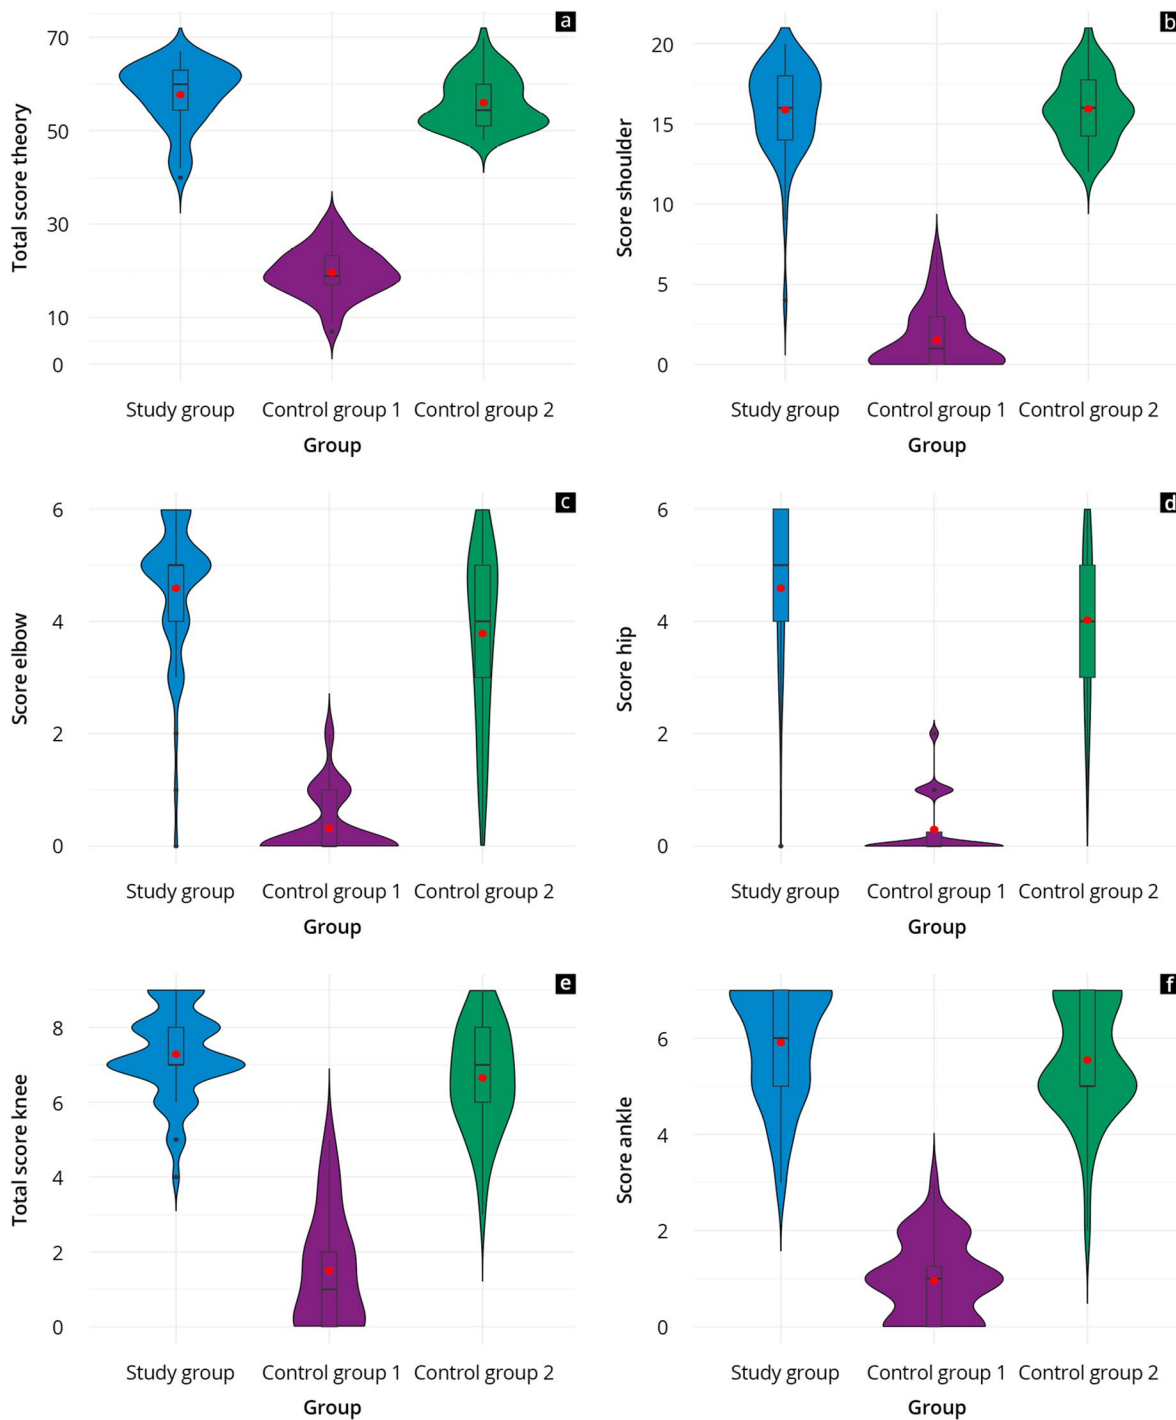 a
Total score theory
70
50
30
10
0
Study group Control group 1 Control group 2
Group
b
Score shoulder
20
15
10
5
0
Study group Control group 1 Control group 2
Group
c
Score elbow
6
4
2
0
Study group Control group 1 Control group 2
Group
d
Score hip
6
4
2
0
Study group Control group 1 Control group 2
Group
e
Total score knee
8
6
4
2
0
Study group Control group 1 Control group 2
Group
f
Score ankle
6
4
2
0
Study group Control group 1 Control group 2
Group